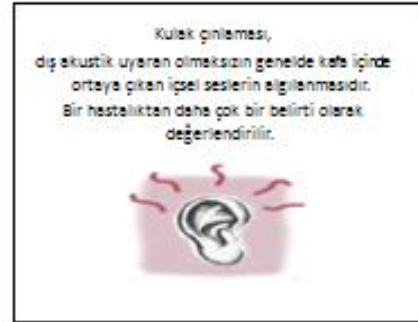 Kulak çınlaması,
dış akustik uyaran olmaksızın genelde kafa içinde
ortaya çıkan içsel seslerin algılanmasıdır.
Bir hastalıktan daha çok bir belirti olarak
değerlendirilir.